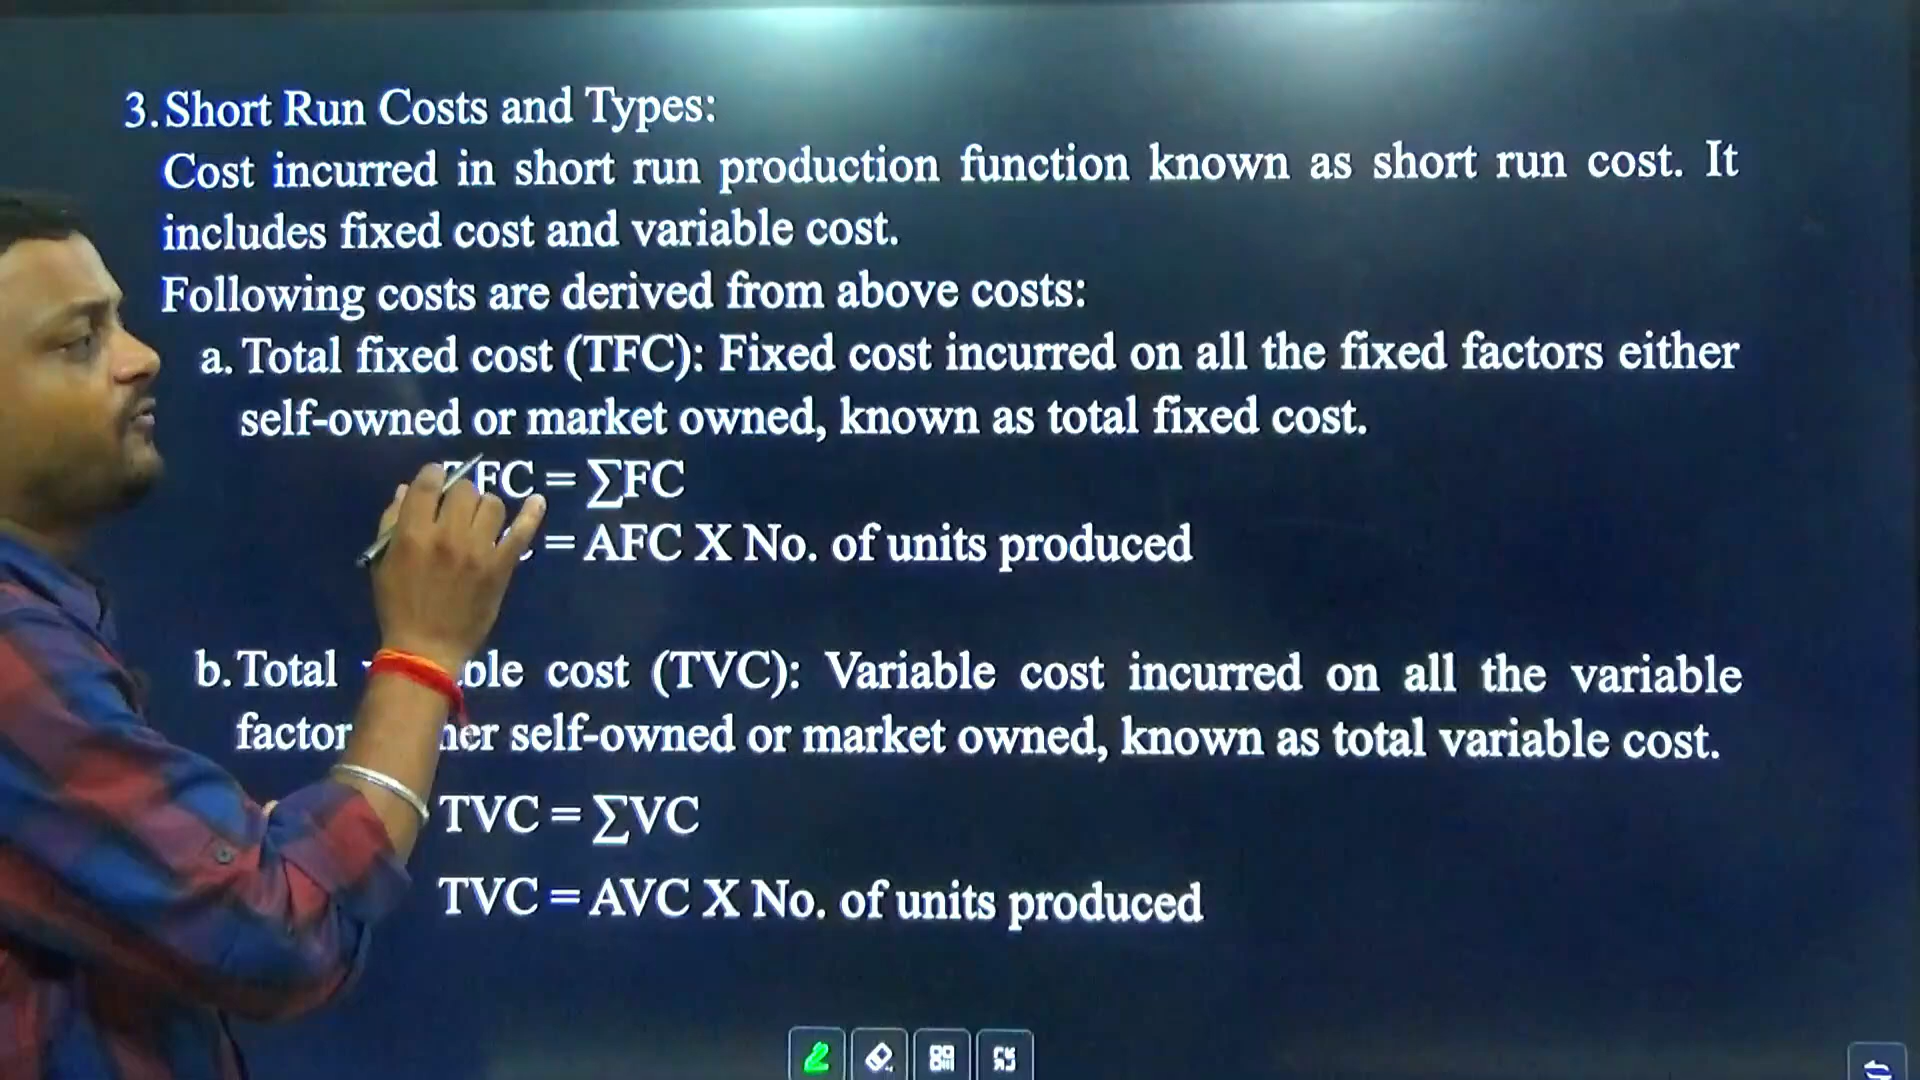 3. Short Run Costs and Types:
Cost incurred in short run production function known as short run cost. It
includes fixed cost and variable cost.
Following costs are derived from above costs:
a. Total fixed cost (TFC): Fixed cost incurred on all the fixed factors either
self-owned or market owned, known as total fixed cost.
FC = ∑FC
= AFC X No. of units produced
b. Total cost (TVC): Variable cost incurred on all the variable
self-owned or market owned, known as total variable cost.
TVC = ∑VC
TVC = AVC X No. of units produced